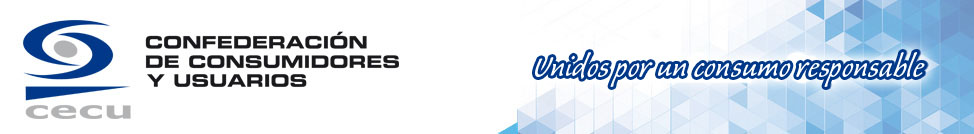 CONFEDERACIÓN
DE CONSUMIDORES
Y USUARIOS
cecu
Unidos por un consumo responsable